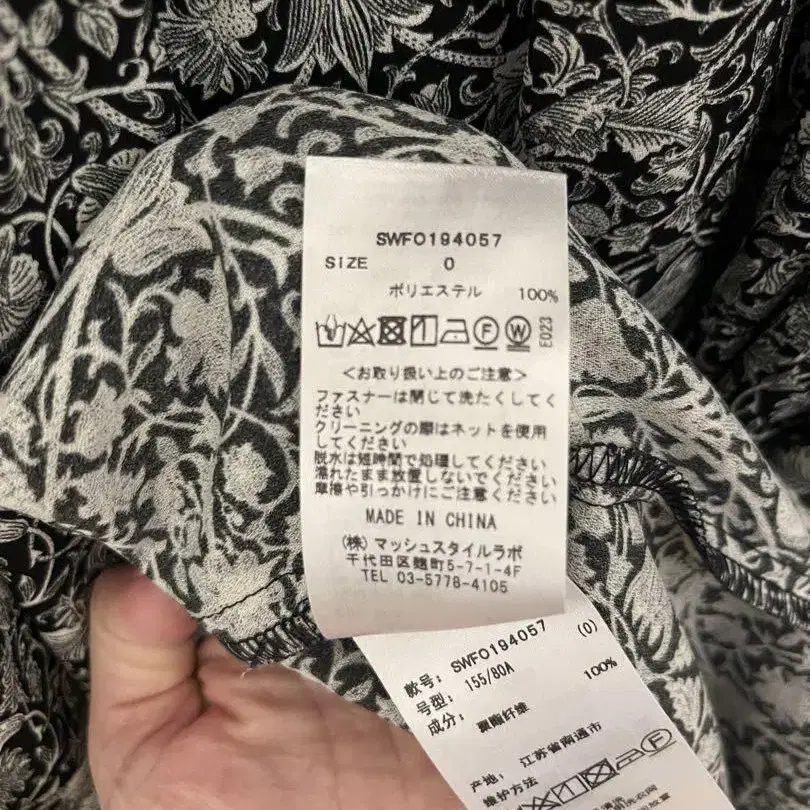 SWFO194057
SIZE 0
ポリエステル 100%
E023
<お取り扱い上のご注意>
ファスナーは閉じて洗たくしてく
ださい
クリーニングの際はネットを使用
してください
脱水は短時間で処理してください
濡れたまま放置しないでください
摩擦や引っかけにご注意ください
MADE IN CHINA
(株) マッシュスタイルラボ
千代田区麹町5-7-1-4F
TEL 03-5778-4105
款号: SWFO194057 (0)
号型: 155/80A
成分: 聚酯纤维 100%
产地: 江苏省南通市
维护方法